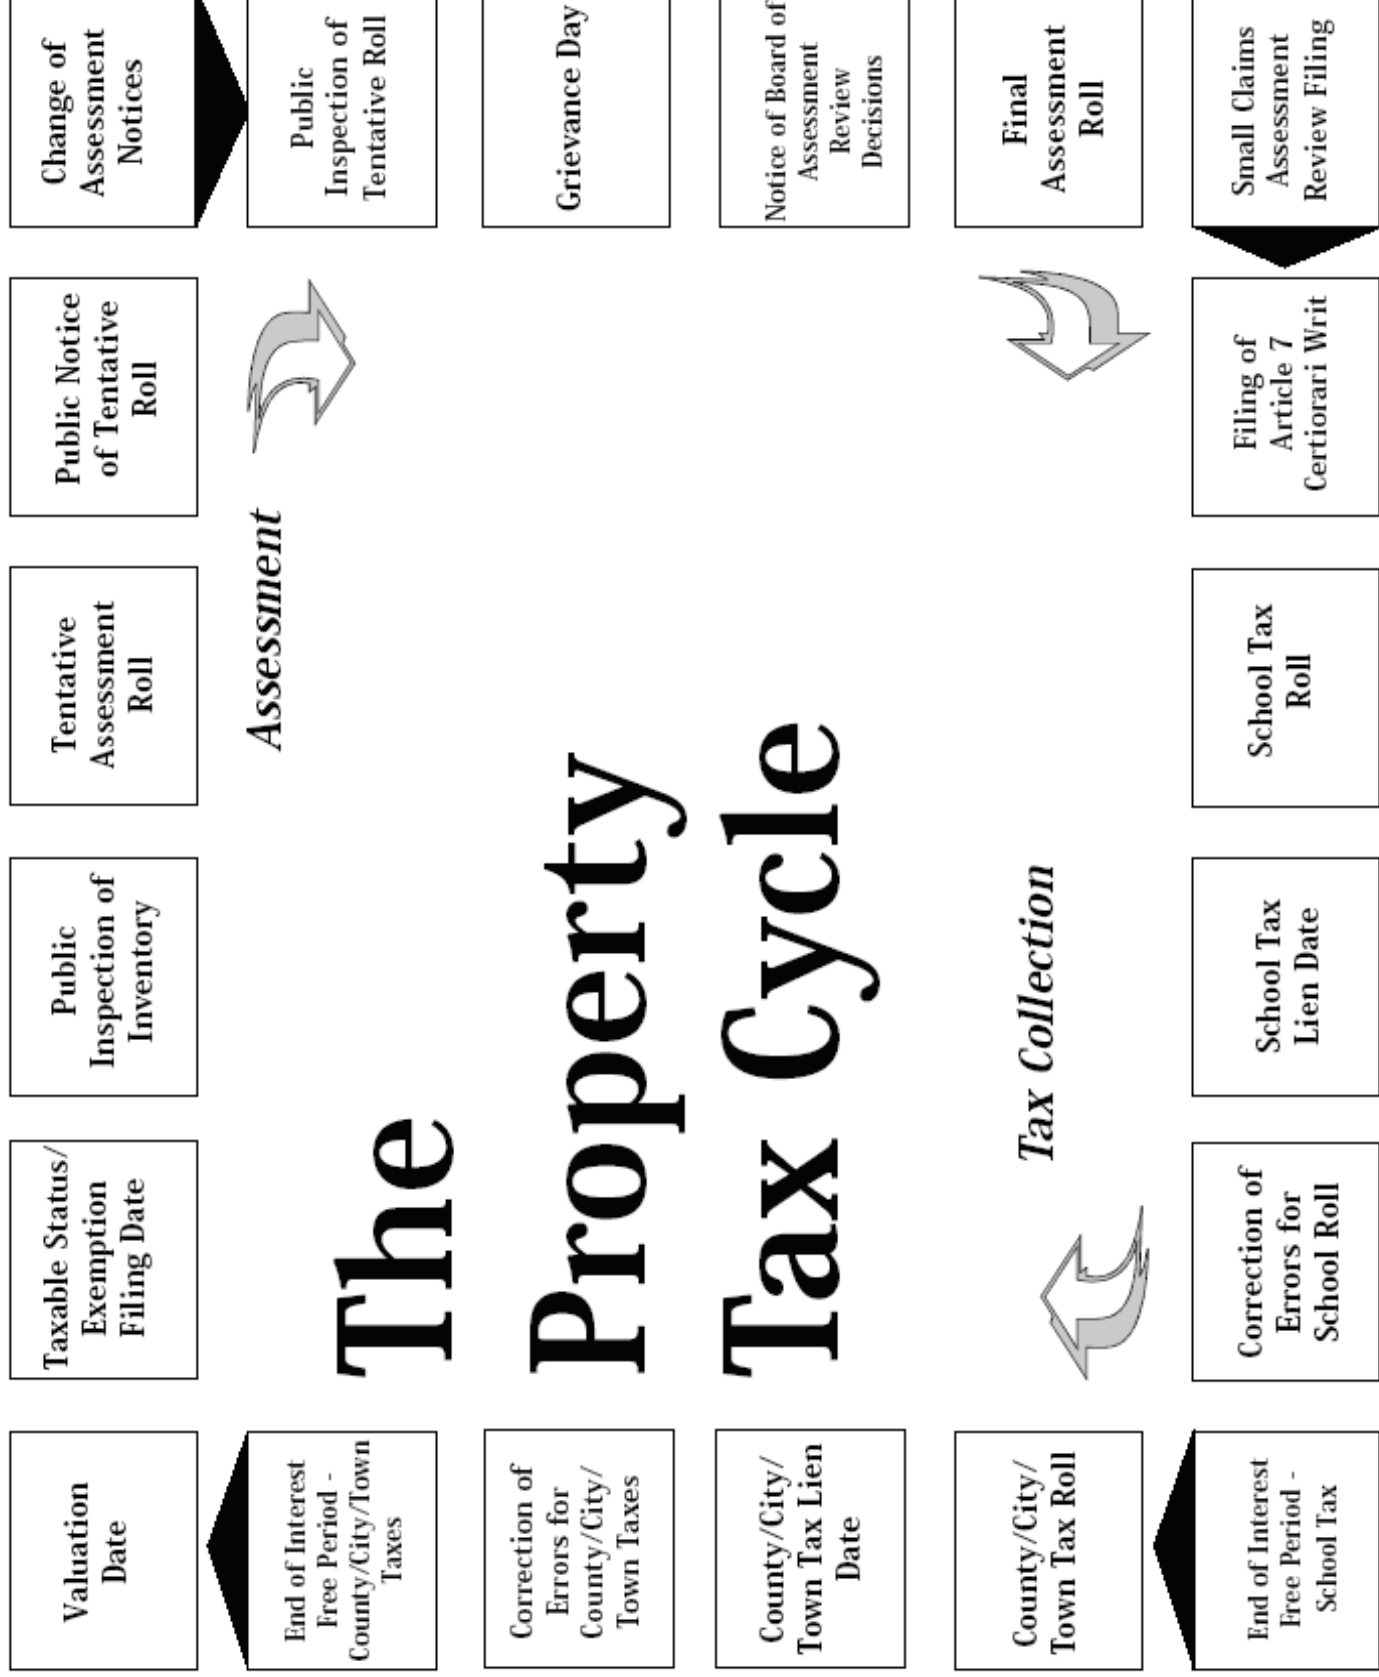 Valuation
Date
Taxable Status/
Exemption
Filing Date
Public
Inspection of
Inventory
Tentative
Assessment
Roll
Public Notice
of Tentative
Roll
Change of
Assessment
Notices
Public
Inspection of
Tentative Roll
Grievance Day
Notice of Board of
Assessment
Review
Decisions
Final
Assessment
Roll
Small Claims
Assessment
Review Filing
Filing of
Article 7
Certiorari Writ
School Tax
Roll
School Tax
Lien Date
Correction of
Errors for
School Roll
End of Interest
Free Period -
School Tax
County/City/
Town Tax Roll
County/City/
Town Tax Lien
Date
Correction of
Errors for
County/City/
Town Taxes
End of Interest
Free Period -
County/City/Town
Taxes
Assessment
The
Property
Tax Cycle
Tax Collection